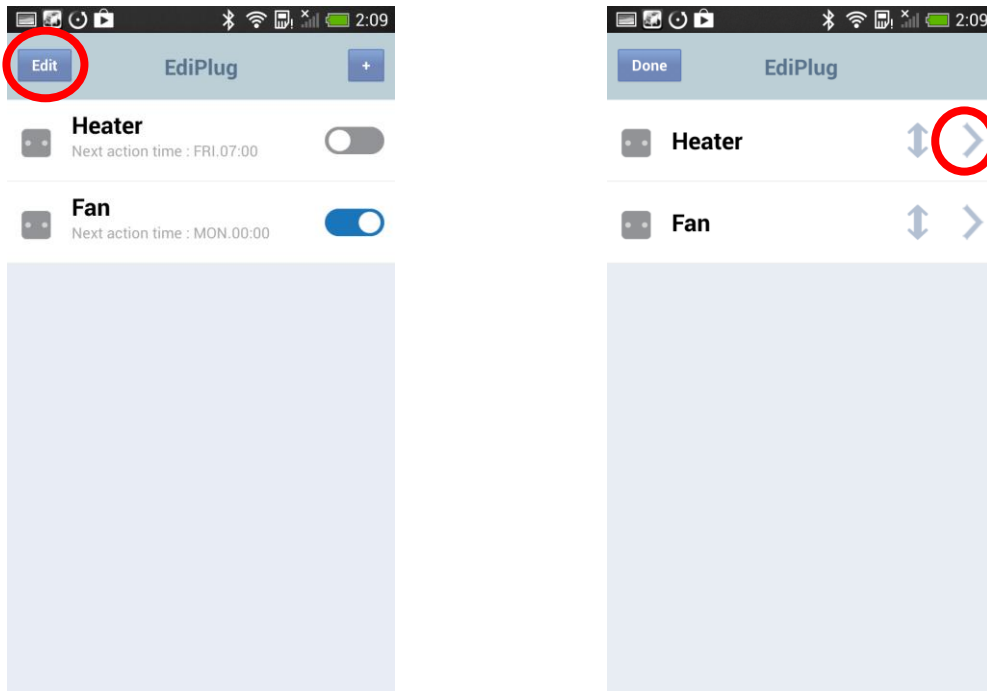 2:09
Edit EdiPlug +
Heater
Next action time : FRI.07:00
Fan
Next action time : MON.00:00
2:09
Done EdiPlug
Heater
Fan